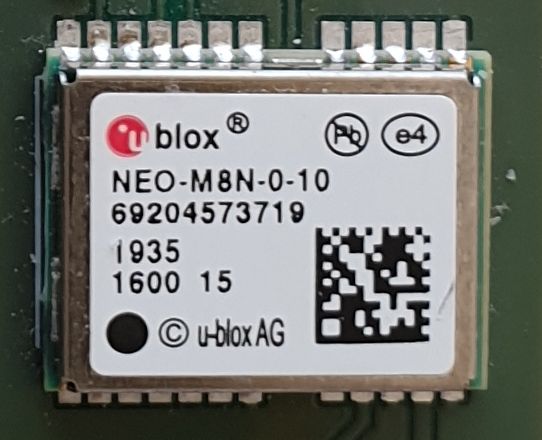 u blox ®
Pb e4
NEO-M8N-0-10
69204573719
1935
1600 15
© u-blox AG